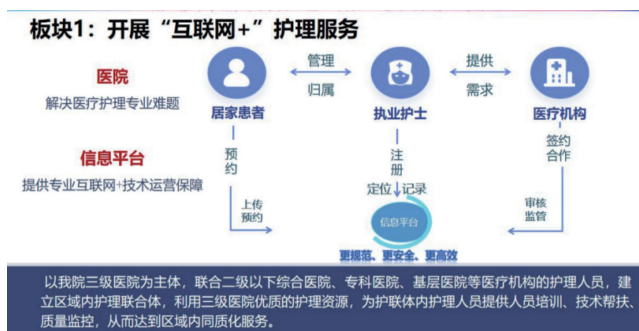 板块1：开展“互联网+”护理服务
医院
解决医疗护理专业难题
信息平台
提供专业互联网+技术运营保障
管理
归属
提供
需求
居家患者
执业护士
医疗机构
预约
注册
签约
合作
上传
预约
定位
记录
审核
监管
信息平台
更规范、更安全、更高效
以我院三级医院为主体，联合二级以下综合医院、专科医院、基层医院等医疗机构的护理人员，建
立区域内护理联合体，利用三级医院优质的护理资源，为护联体内护理人员提供人员培训、技术帮扶、
质量监控，从而达到区域内同质化服务。